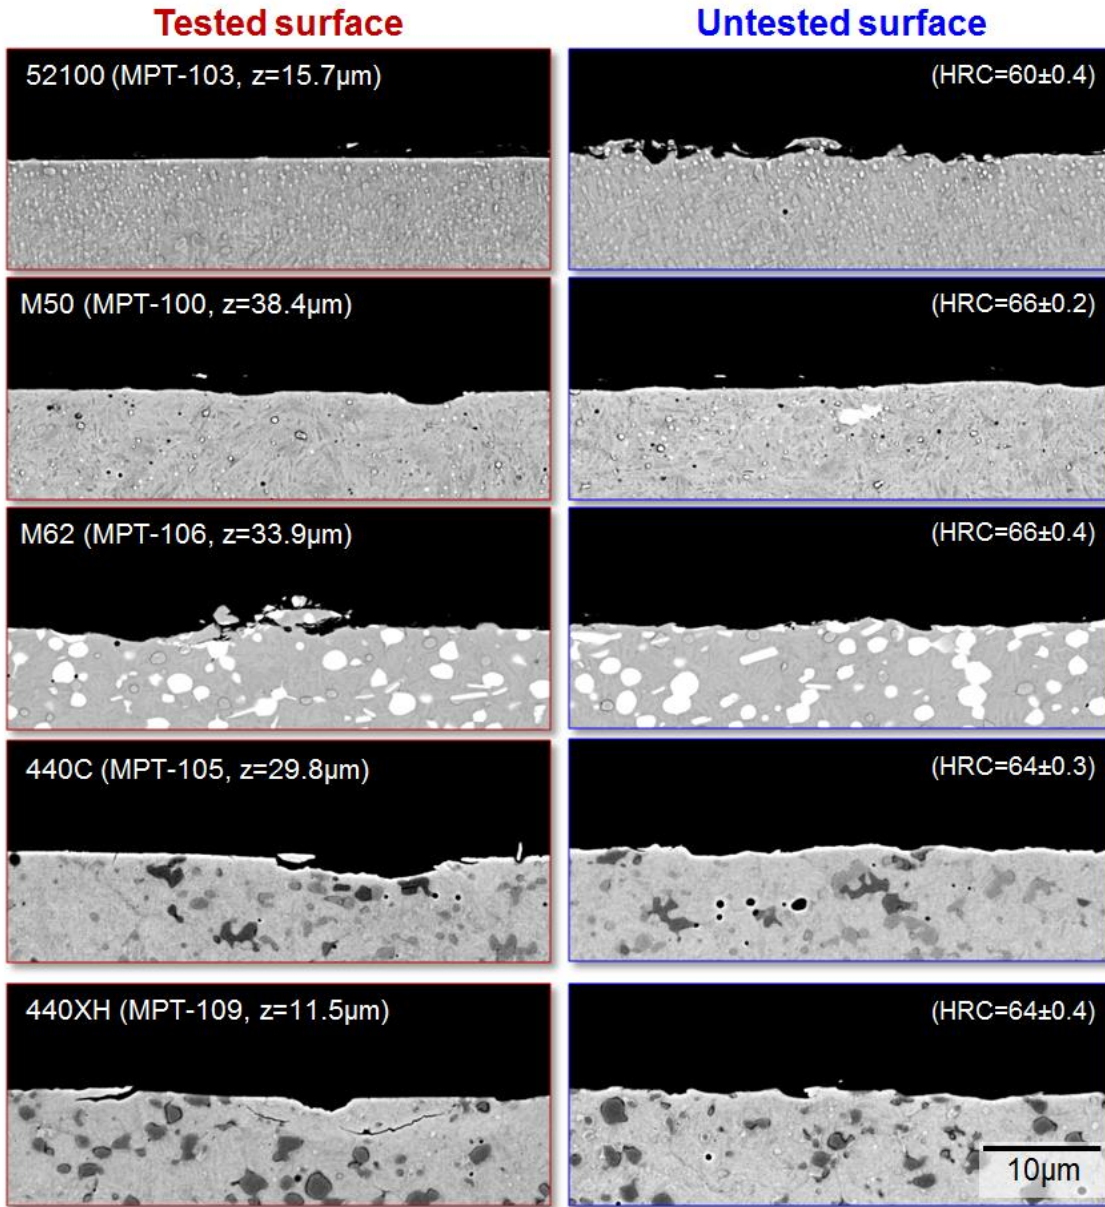 Tested surface
Untested surface
52100 (MPT-103, z=15.7µm)
(HRC=60±0.4)
M50 (MPT-100, z=38.4µm)
(HRC=66±0.2)
M62 (MPT-106, z=33.9µm)
(HRC=66±0.4)
440C (MPT-105, z=29.8µm)
(HRC=64±0.3)
440XH (MPT-109, z=11.5µm)
(HRC=64±0.4)
10µm